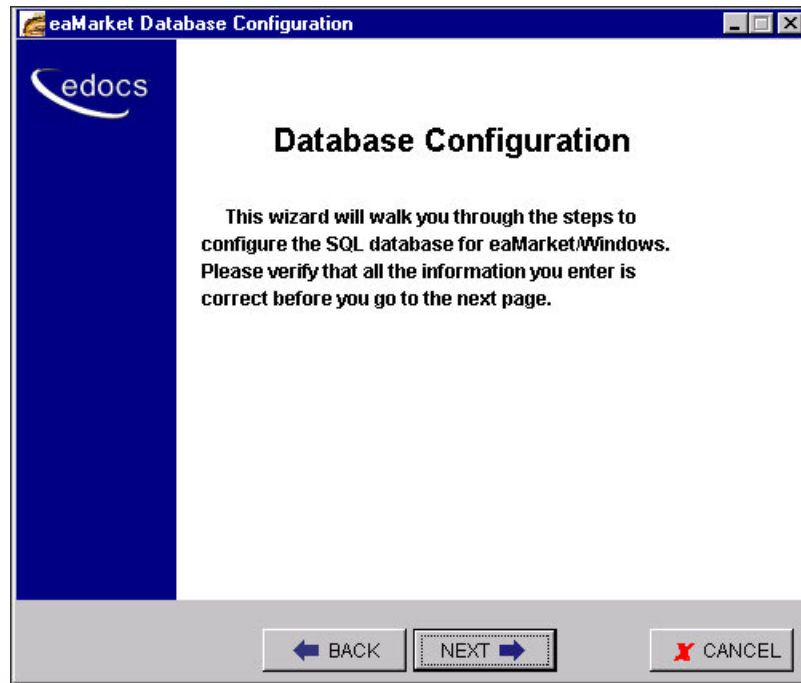 eaMarket Database Configuration
edocs
Database Configuration
This wizard will walk you through the steps to
configure the SQL database for eaMarket/Windows.
Please verify that all the information you enter is
correct before you go to the next page.
BACK NEXT CANCEL